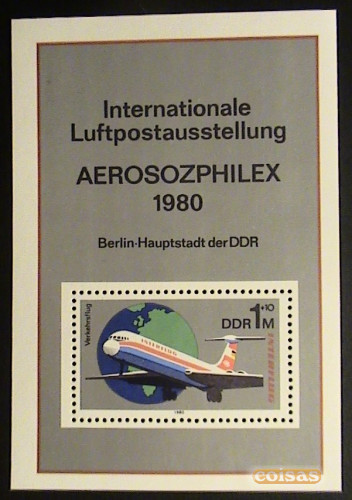 Internationale
Luftpostausstellung
AEROSOZPHILEX
1980
Berlin-Hauptstadt der DDR
Verkehrsflug
DDR 1 +10 M
INTERFLUG
INTERFLUG
1980
coisas